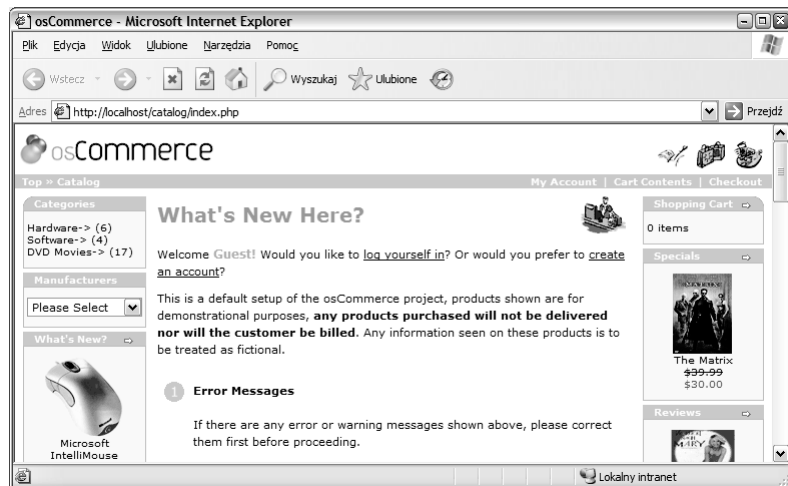 osCommerce - Microsoft Internet Explorer
Plik Edycja Widok Ulubione Narzędzia Pomoc
Wstecz Wyszukaj Ulubione
Adres http://localhost/catalog/index.php Przejdź
osCommerce
Top » Catalog My Account | Cart Contents | Checkout
Categories
Hardware-> (6)
Software-> (4)
DVD Movies-> (17)
Manufacturers
Please Select
What's New?
Microsoft
IntelliMouse
What's New Here?
Welcome Guest! Would you like to log yourself in? Or would you prefer to create
an account?
This is a default setup of the osCommerce project, products shown are for
demonstrational purposes, any products purchased will not be delivered
nor will the customer be billed. Any information seen on these products is to
be treated as fictional.
1 Error Messages
If there are any error or warning messages shown above, please correct
them first before proceeding.
Shopping Cart
0 items
Specials
MATRIX
The Matrix
$39.99
$30.00
Reviews
MARY
Lokalny intranet